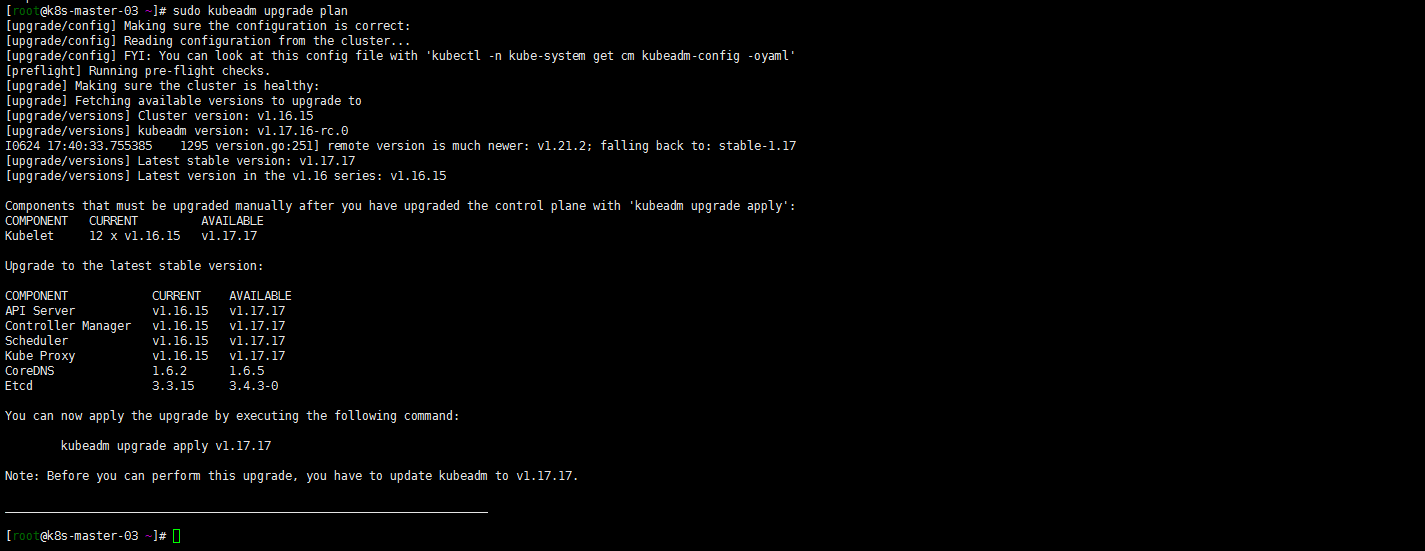 [root@k8s-master-03 ~]# sudo kubeadm upgrade plan
[upgrade/config] Making sure the configuration is correct:
[upgrade/config] Reading configuration from the cluster...
[upgrade/config] FYI: You can look at this config file with 'kubectl -n kube-system get cm kubeadm-config -oyaml'
[preflight] Running pre-flight checks.
[upgrade] Making sure the cluster is healthy:
[upgrade] Fetching available versions to upgrade to
[upgrade/versions] Cluster version: v1.16.15
[upgrade/versions] kubeadm version: v1.17.16-rc.0
I0624 17:40:33.755385    1295 version.go:251] remote version is much newer: v1.21.2; falling back to: stable-1.17
[upgrade/versions] Latest stable version: v1.17.17
[upgrade/versions] Latest version in the v1.16 series: v1.16.15

Components that must be upgraded manually after you have upgraded the control plane with 'kubeadm upgrade apply':
COMPONENT   CURRENT         AVAILABLE
Kubelet     12 x v1.16.15   v1.17.17

Upgrade to the latest stable version:

COMPONENT            CURRENT    AVAILABLE
API Server           v1.16.15   v1.17.17
Controller Manager   v1.16.15   v1.17.17
Scheduler            v1.16.15   v1.17.17
Kube Proxy           v1.16.15   v1.17.17
CoreDNS              1.6.2      1.6.5
Etcd                 3.3.15     3.4.3-0

You can now apply the upgrade by executing the following command:

        kubeadm upgrade apply v1.17.17

Note: Before you can perform this upgrade, you have to update kubeadm to v1.17.17.

_____________________________________________________________________

[root@k8s-master-03 ~]#